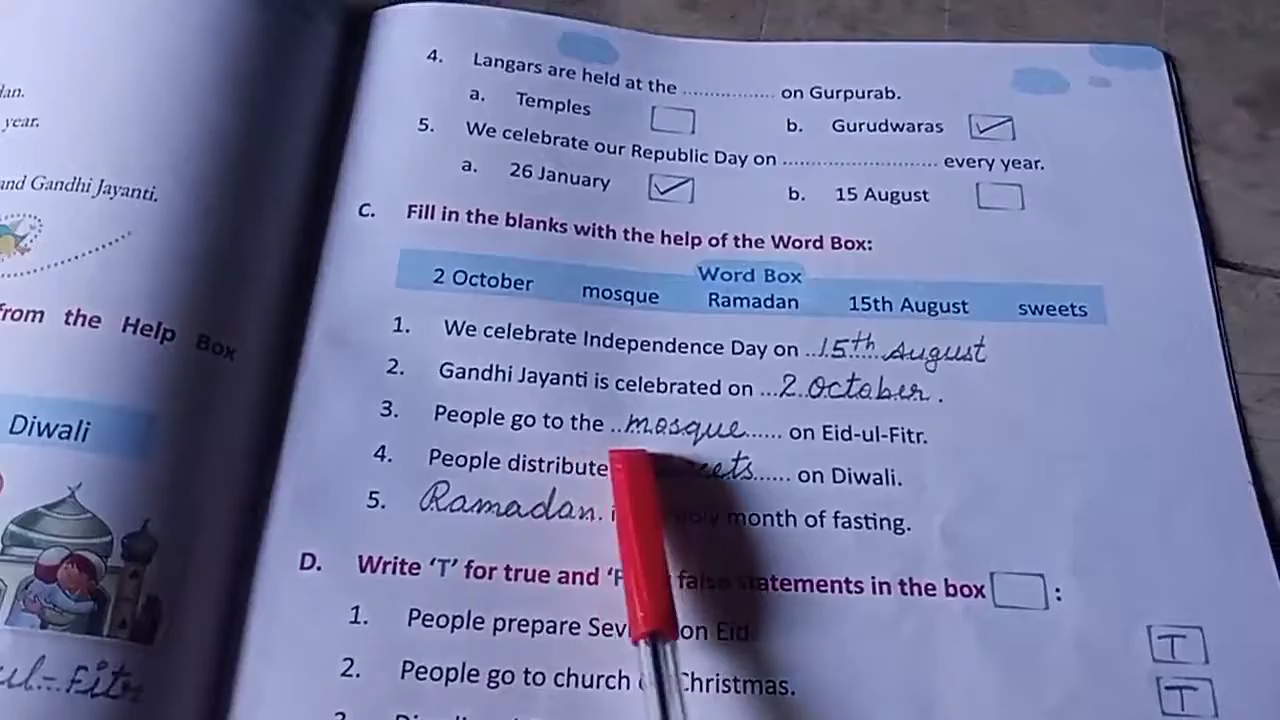 lan.
year.
and Gandhi Jayanti.
from the Help Box
Diwali
ul-Fitr
4. Langars are held at the ................ on Gurpurab.
a. Temples b. Gurudwaras
5. We celebrate our Republic Day on ........................... every year.
a. 26 January b. 15 August
C. Fill in the blanks with the help of the Word Box:
Word Box
2 October mosque Ramadan 15th August sweets
1. We celebrate Independence Day on ..15th August
2. Gandhi Jayanti is celebrated on ...2 October.
3. People go to the ..mosque...... on Eid-ul-Fitr.
4. People distribute ...... on Diwali.
5. Ramadan. month of fasting.
D. Write ‘T’ for true and false statements in the box :
1. People prepare on Eid. T
2. People go to church Christmas. T